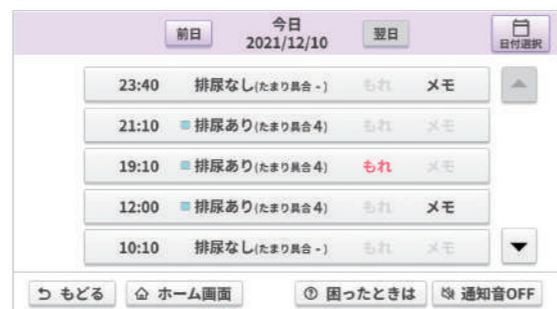 前日
今日
2021/12/10
翌日
日付選択
23:40 排尿なし(たまり具合 -) もれ メモ
21:10 排尿あり(たまり具合4) もれ メモ
19:10 排尿あり(たまり具合4) もれ メモ
12:00 排尿あり(たまり具合4) もれ メモ
10:10 排尿なし(たまり具合 -) もれ メモ
もどる ホーム画面 困ったときは 通知音OFF